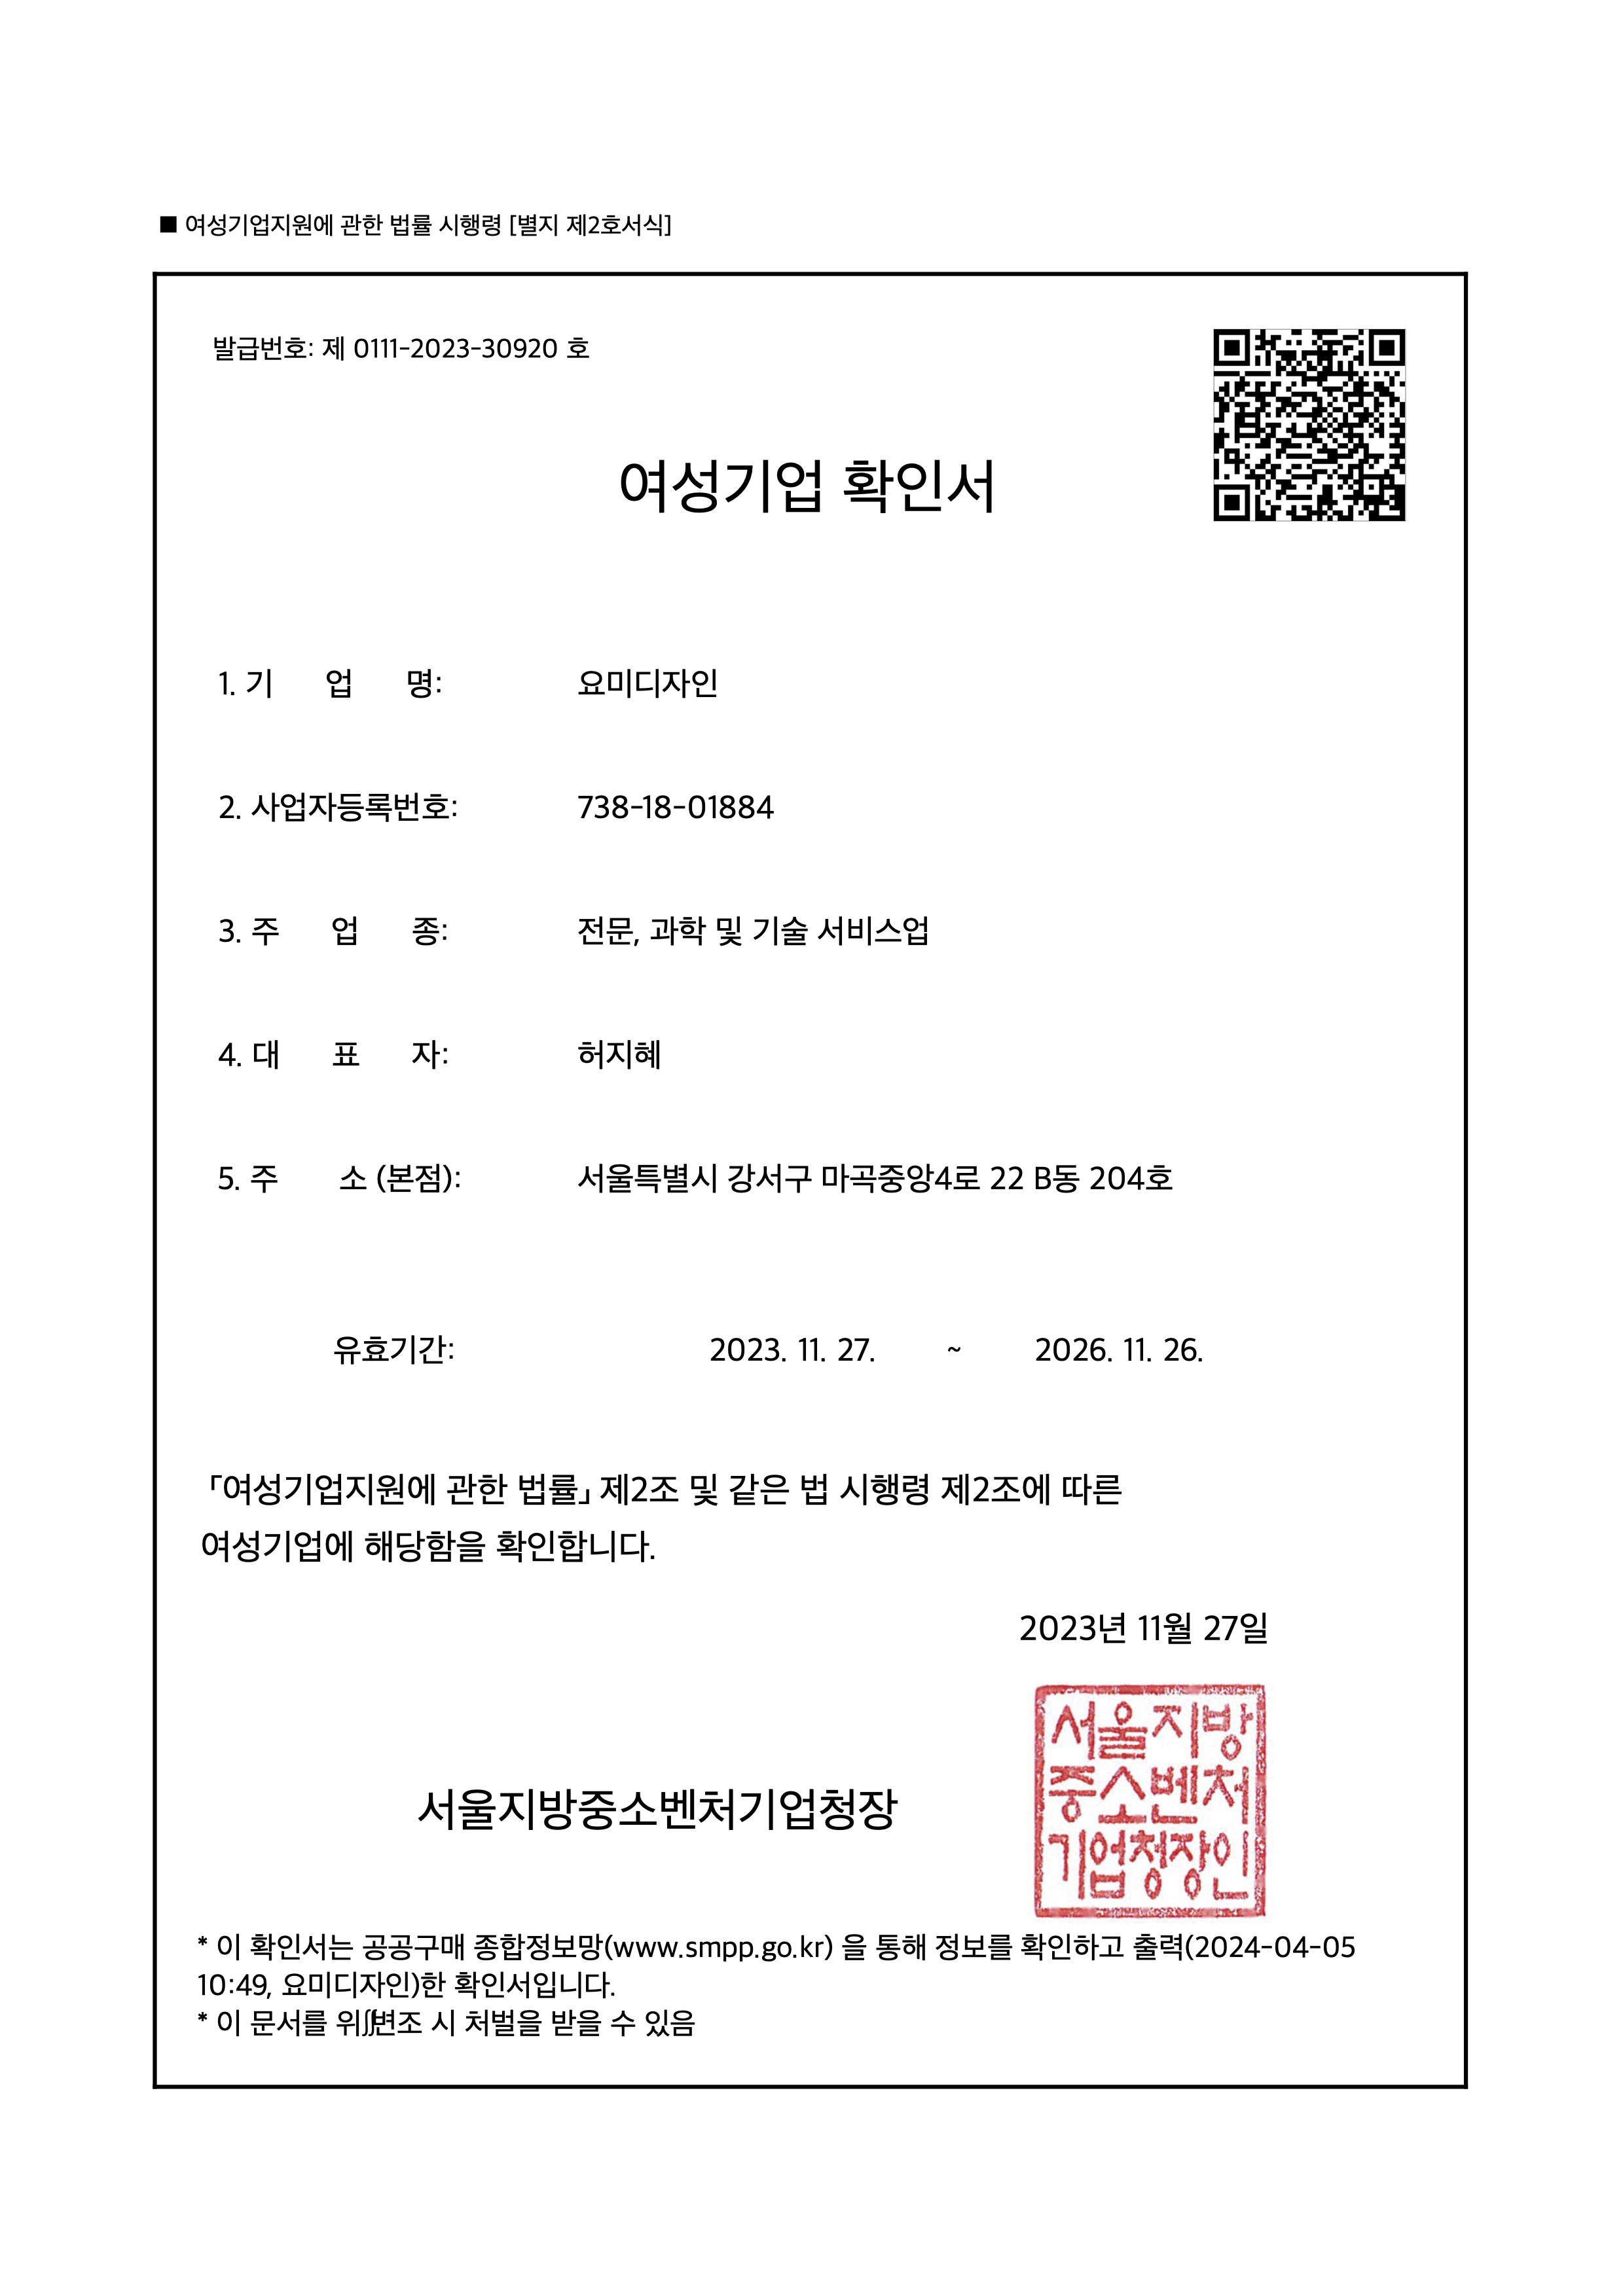 ■ 여성기업지원에 관한 법률 시행령 [별지 제2호서식]
발급번호: 제 0111-2023-30920 호
여성기업 확인서
1. 기 업 명: 요미디자인
2. 사업자등록번호: 738-18-01884
3. 주 업 종: 전문, 과학 및 기술 서비스업
4. 대 표 자: 허지혜
5. 주 소 (본점): 서울특별시 강서구 마곡중앙4로 22 B동 204호
유효기간: 2023. 11. 27. ~ 2026. 11. 26.
「여성기업지원에 관한 법률」 제2조 및 같은 법 시행령 제2조에 따른
여성기업에 해당함을 확인합니다.
2023년 11월 27일
서울지방중소벤처기업청장
서울지방
중소벤처
기업청장인
* 이 확인서는 공공구매 종합정보망(www.smpp.go.kr) 을 통해 정보를 확인하고 출력(2024-04-05
10:49, 요미디자인)한 확인서입니다.
* 이 문서를 위∬변조 시 처벌을 받을 수 있음